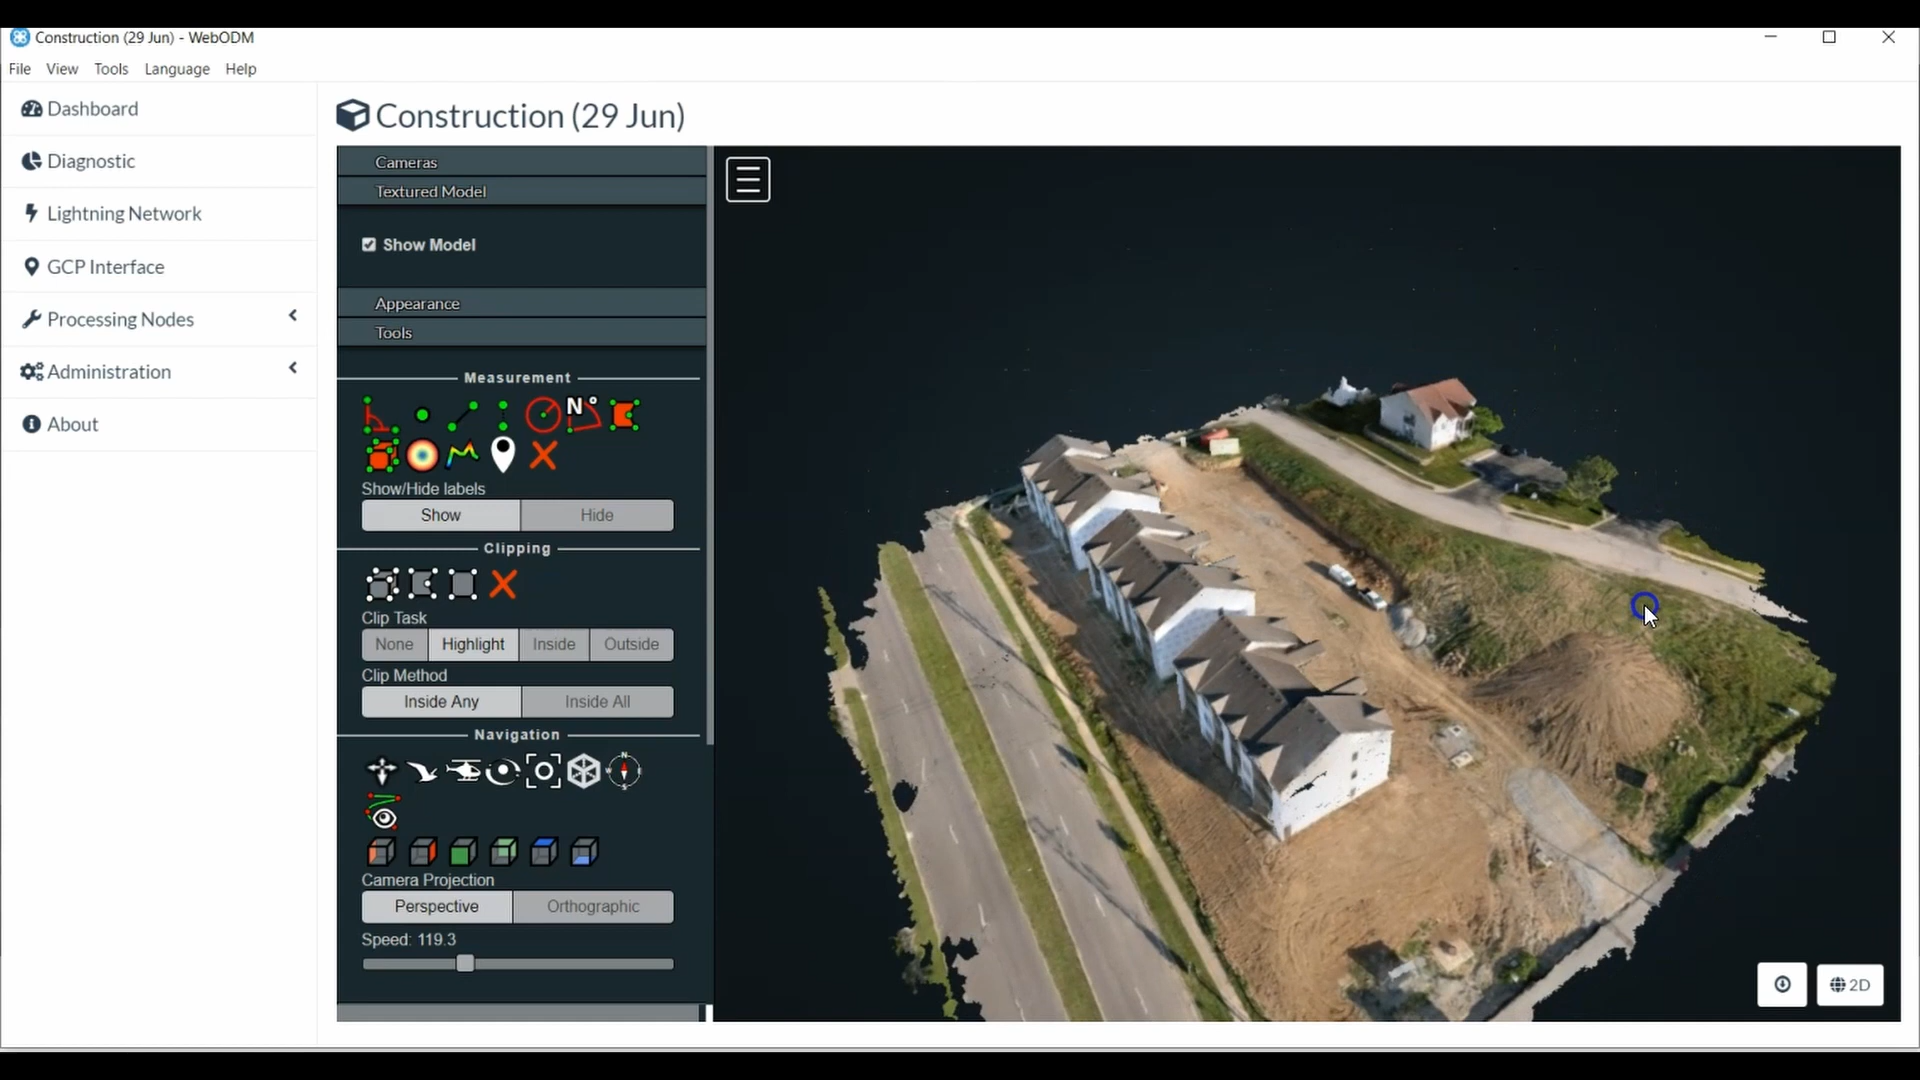 Construction (29 Jun) - WebODM
File View Tools Language Help
Dashboard
Diagnostic
Lightning Network
GCP Interface
Processing Nodes
Administration
About
Construction (29 Jun)
Cameras
Textured Model
Show Model
Appearance
Tools
Measurement
N°
Show/Hide labels
Show Hide
Clipping
Clip Task
None Highlight Inside Outside
Clip Method
Inside Any Inside All
Navigation
Camera Projection
Perspective Orthographic
Speed: 119.3
2D